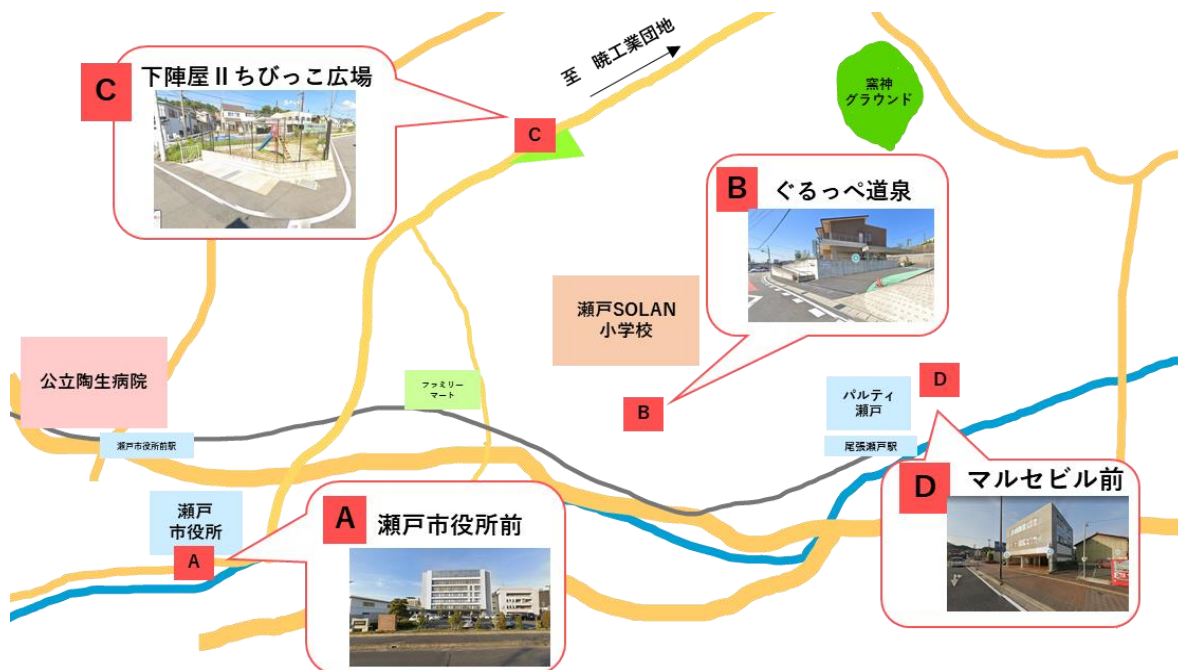 C
下陣屋Ⅱちびっこ広場
至 暁工業団地
C
窯神
グラウンド
B
ぐるっぺ道泉
瀬戸SOLAN
小学校
公立陶生病院
ファミリー
マート
B
パルティ
瀬戸
D
瀬戸市役所前駅
尾張瀬戸駅
瀬戸
市役所
A
A
瀬戸市役所前
D
マルセビル前